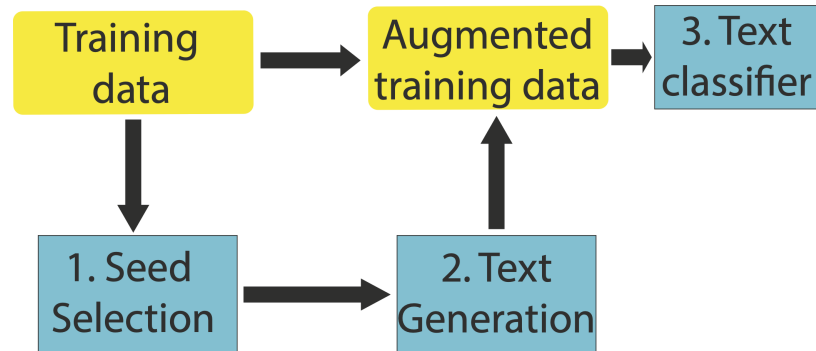 Training
data
Augmented
training data
3. Text
classifier
1. Seed
Selection
2. Text
Generation